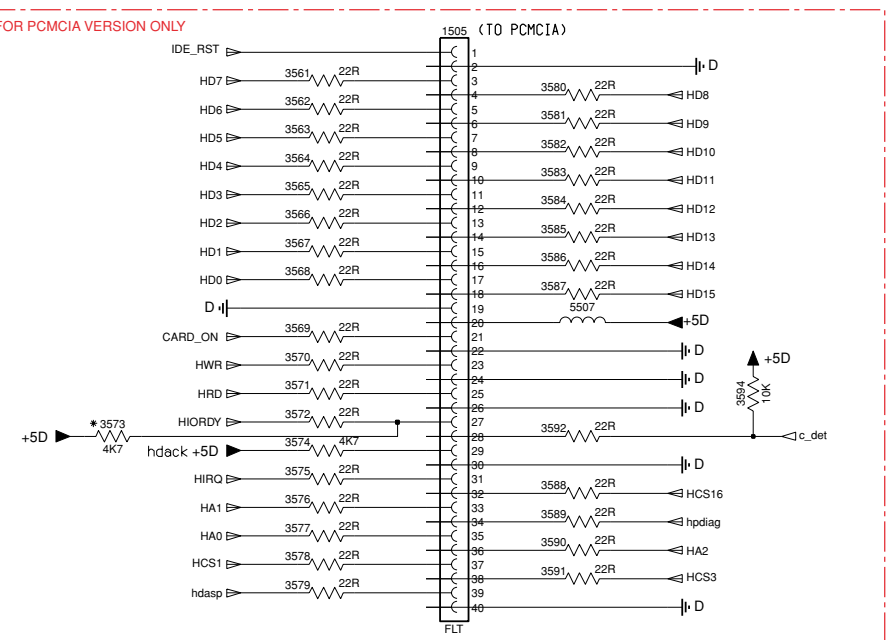 FOR PCMCIA VERSION ONLY
1505 (TO PCMCIA)
IDE_RST 1
2 D
HD7 3561 22R 3
4 3580 22R HD8
HD6 3562 22R 5
6 3581 22R HD9
HD5 3563 22R 7
8 3582 22R HD10
HD4 3564 22R 9
10 3583 22R HD11
HD3 3565 22R 11
12 3584 22R HD12
HD2 3566 22R 13
14 3585 22R HD13
HD1 3567 22R 15
16 3586 22R HD14
HD0 3568 22R 17
18 3587 22R HD15
D 19
20 5507 +5D
CARD_ON 3569 22R 21
22 D
HWR 3570 22R 23
24 D
HRD 3571 22R 25
26 D
+5D
3594 10K
HIORDY 3572 22R 27
+5D * 3573 4K7
28 3592 22R c_det
hdack +5D 3574 4K7 29
30 D
HIRQ 3575 22R 31
32 3588 22R HCS16
HA1 3576 22R 33
34 3589 22R hpdiag
HA0 3577 22R 35
36 3590 22R HA2
HCS1 3578 22R 37
38 3591 22R HCS3
hdasp 3579 22R 39
40 D
FLT